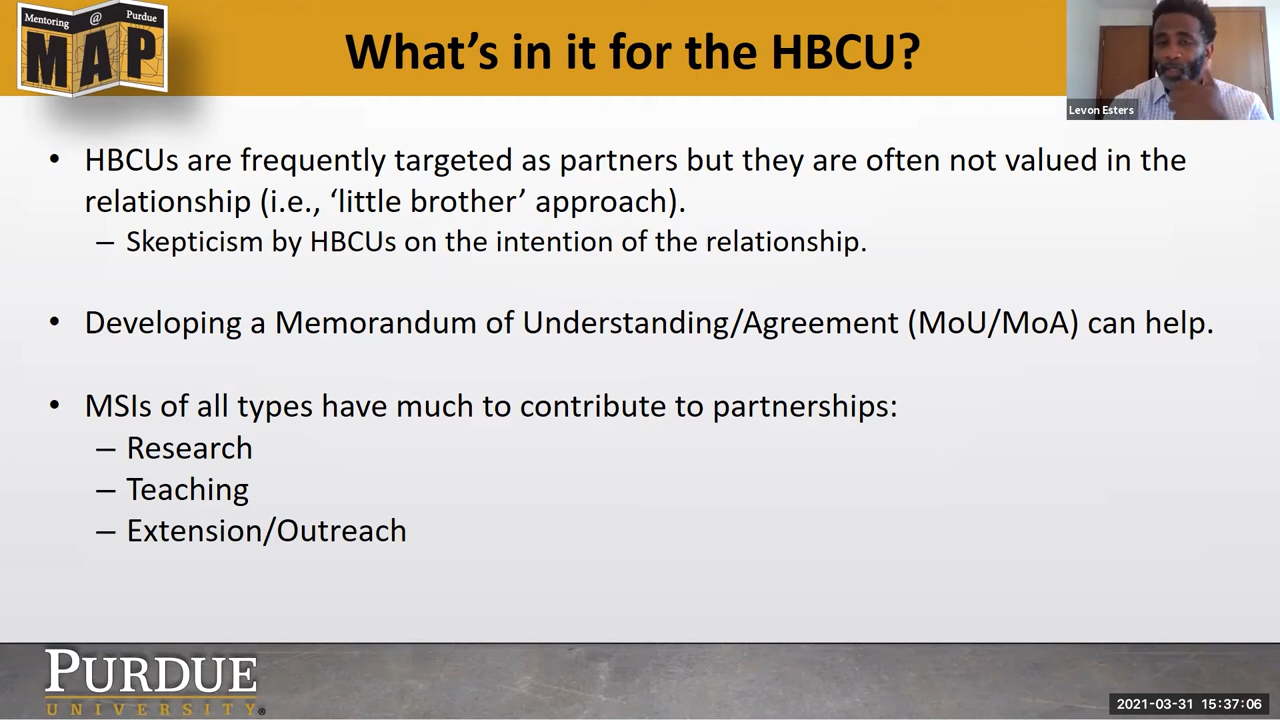 Mentoring @ Purdue
MAP
What's in it for the HBCU?
Levon Esters
• HBCUs are frequently targeted as partners but they are often not valued in the
relationship (i.e., ‘little brother’ approach).
– Skepticism by HBCUs on the intention of the relationship.
• Developing a Memorandum of Understanding/Agreement (MoU/MoA) can help.
• MSIs of all types have much to contribute to partnerships:
– Research
– Teaching
– Extension/Outreach
PURDUE
UNIVERSITY®
2021-03-31 15:37:06